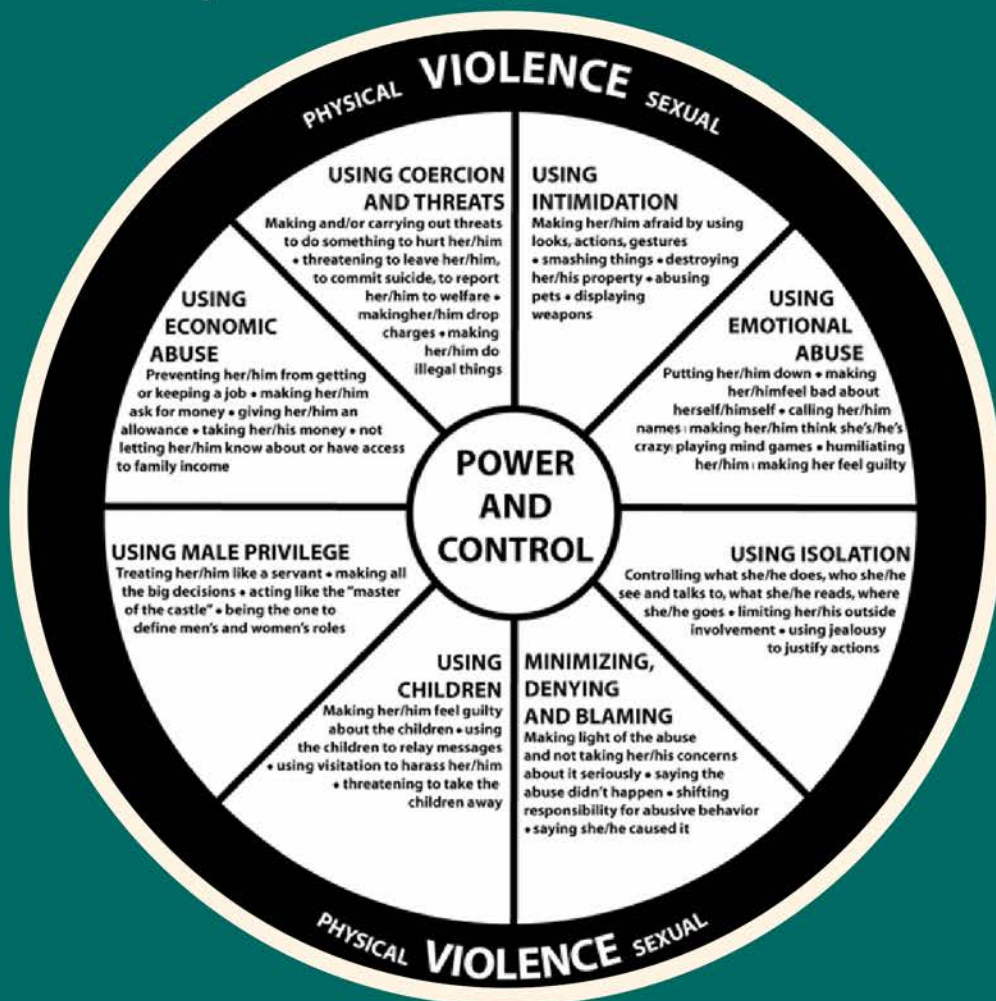 PHYSICAL VIOLENCE SEXUAL
USING COERCION
AND THREATS
Making and/or carrying out threats
to do something to hurt her/him
• threatening to leave her/him,
to commit suicide, to report
her/him to welfare •
makingher/him drop
charges • making
her/him do
illegal things
USING
INTIMIDATION
Making her/him afraid by using
looks, actions, gestures
• smashing things • destroying
her/his property • abusing
pets • displaying
weapons
USING
EMOTIONAL
ABUSE
Putting her/him down • making
her/himfeel bad about
herself/himself • calling her/him
names | making her/him think she's/he's
crazy| playing mind games • humiliating
her/him | making her feel guilty
USING ISOLATION
Controlling what she/he does, who she/he
see and talks to, what she/he reads, where
she/he goes • limiting her/his outside
involvement • using jealousy
to justify actions
MINIMIZING,
DENYING
AND BLAMING
Making light of the abuse
and not taking her/his concerns
about it seriously • saying the
abuse didn't happen • shifting
responsibility for abusive behavior
• saying she/he caused it
USING
CHILDREN
Making her/him feel guilty
about the children • using
the children to relay messages
• using visitation to harass her/him
• threatening to take the
children away
USING MALE PRIVILEGE
Treating her/him like a servant • making all
the big decisions • acting like the "master
of the castle" • being the one to
define men's and women's roles
USING
ECONOMIC
ABUSE
Preventing her/him from getting
or keeping a job • making her/him
ask for money • giving her/him an
allowance • taking her/his money • not
letting her/him know about or have access
to family income
POWER
AND
CONTROL
PHYSICAL VIOLENCE SEXUAL